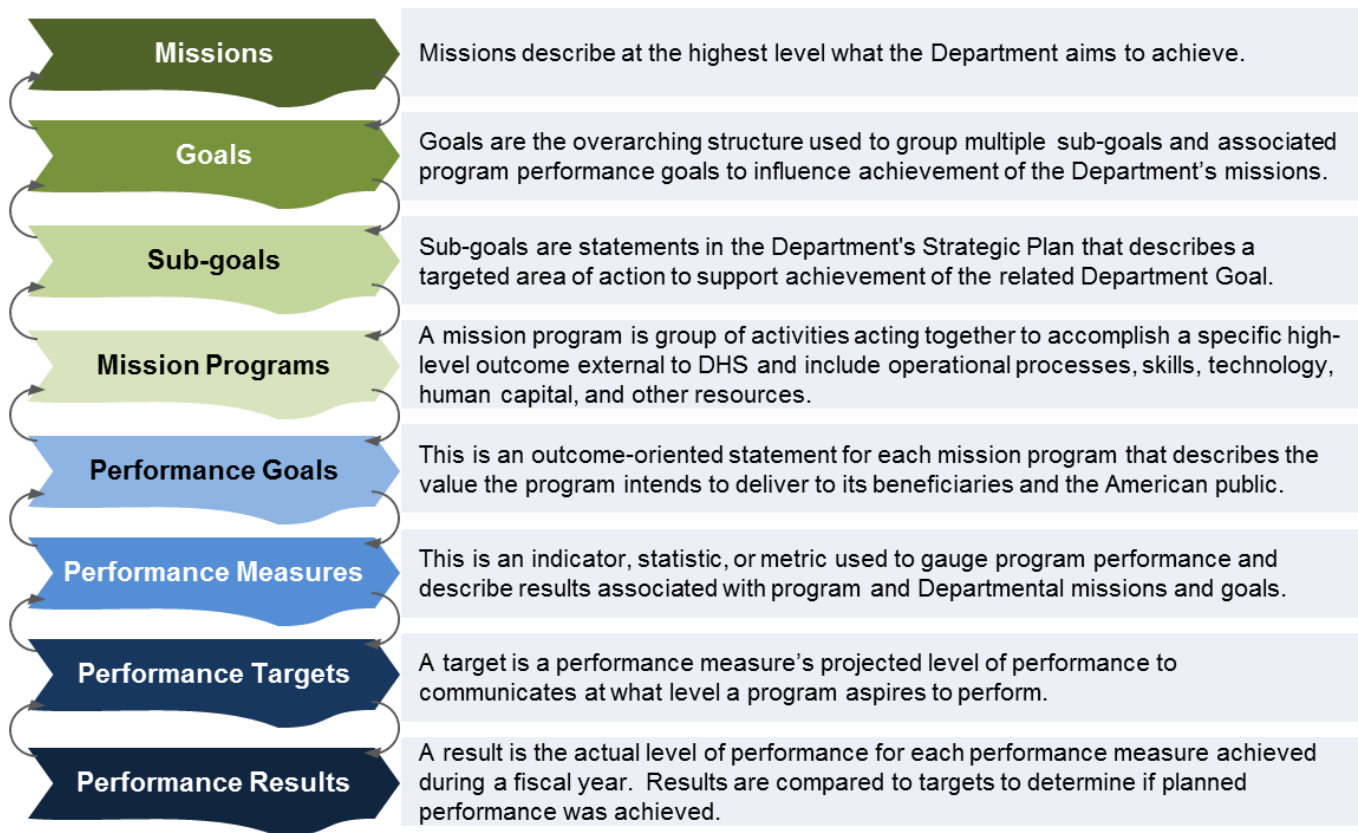 Missions
Missions describe at the highest level what the Department aims to achieve.
Goals
Goals are the overarching structure used to group multiple sub-goals and associated
program performance goals to influence achievement of the Department's missions.
Sub-goals
Sub-goals are statements in the Department's Strategic Plan that describes a
targeted area of action to support achievement of the related Department Goal.
Mission Programs
A mission program is group of activities acting together to accomplish a specific high-
level outcome external to DHS and include operational processes, skills, technology,
human capital, and other resources.
Performance Goals
This is an outcome-oriented statement for each mission program that describes the
value the program intends to deliver to its beneficiaries and the American public.
Performance Measures
This is an indicator, statistic, or metric used to gauge program performance and
describe results associated with program and Departmental missions and goals.
Performance Targets
A target is a performance measure's projected level of performance to
communicates at what level a program aspires to perform.
Performance Results
A result is the actual level of performance for each performance measure achieved
during a fiscal year.  Results are compared to targets to determine if planned
performance was achieved.